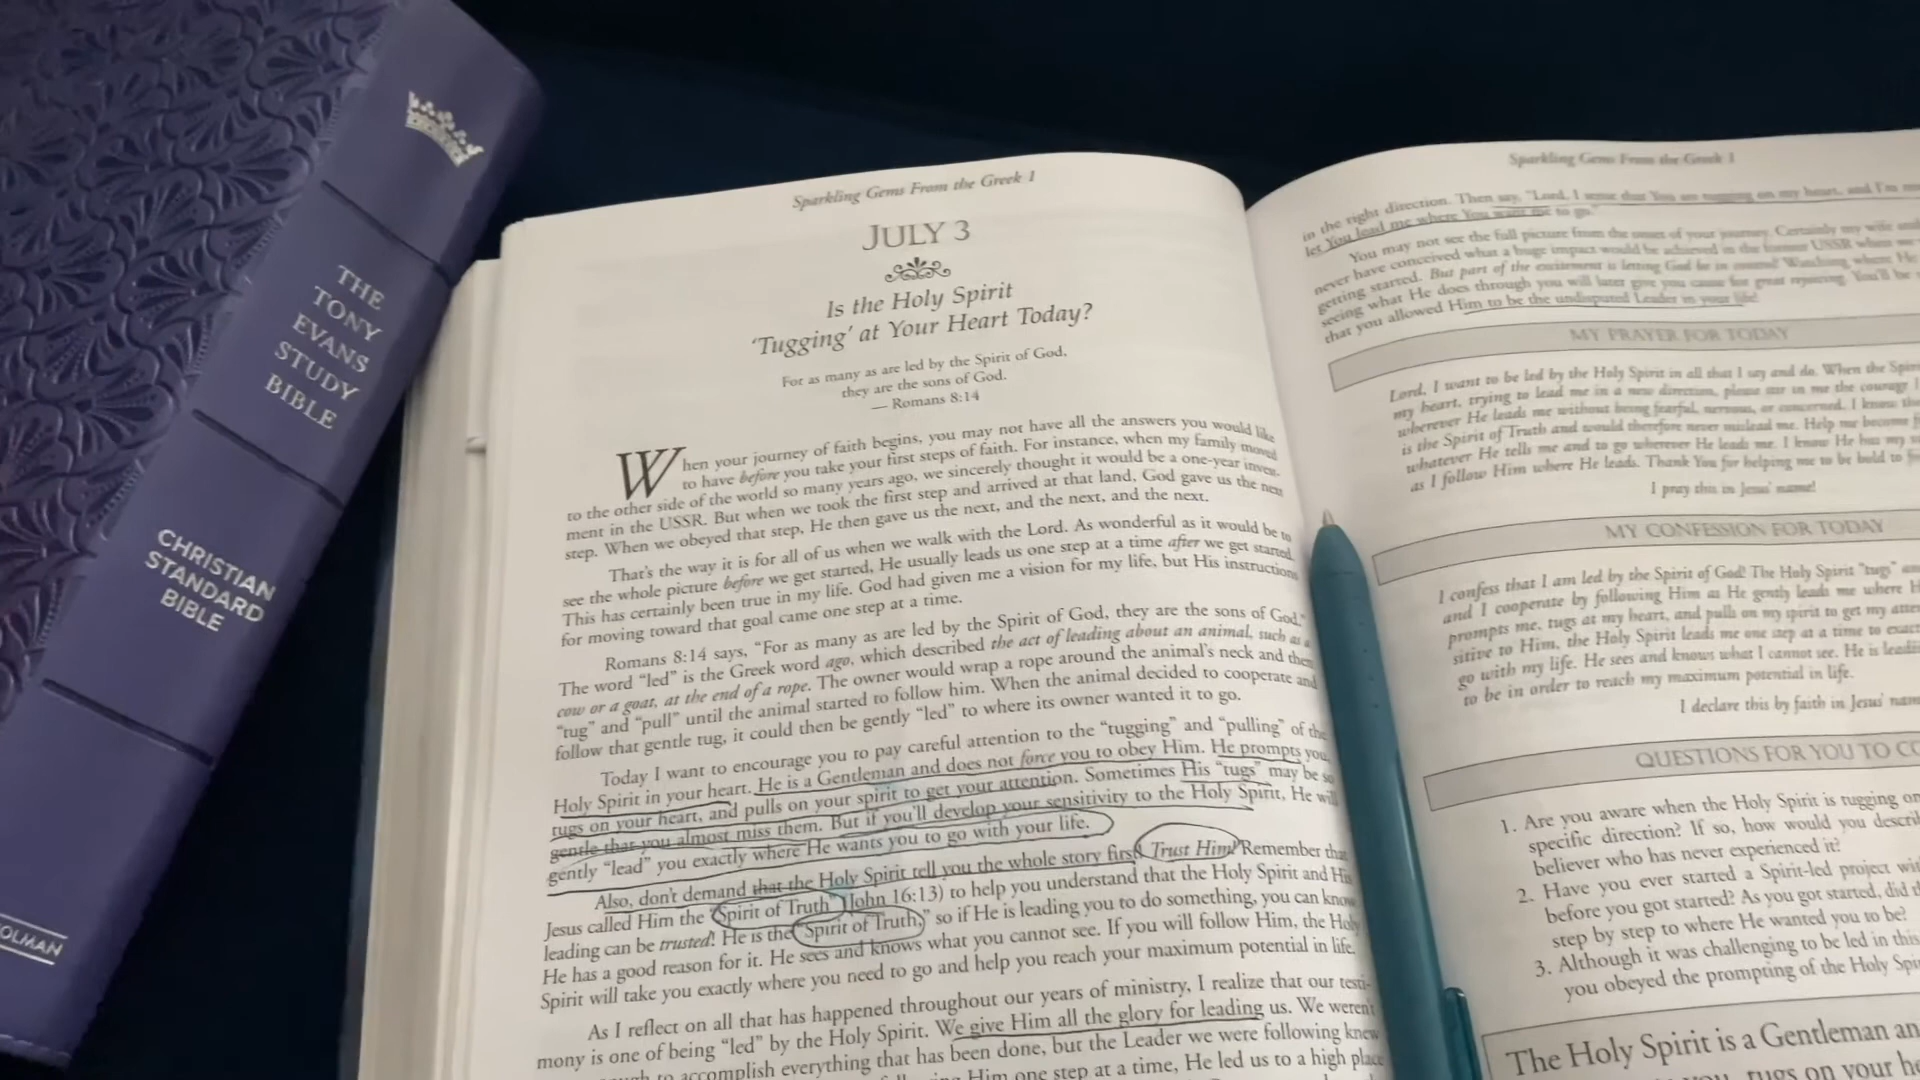 THE
TONY
EVANS
STUDY
BIBLE
CHRISTIAN
STANDARD
BIBLE
OLMAN
Sparkling Gems From the Greek 1
JULY 3
Is the Holy Spirit
'Tugging' at Your Heart Today?
For as many as are led by the Spirit of God,
they are the sons of God.
— Romans 8:14
When your journey of faith begins, you may not have all the answers you would like
to have before you take your first steps of faith. For instance, when my family moved
to the other side of the world so many years ago, we sincerely thought it would be a one-year inven-
ment in the USSR. But when we took the first step and arrived at that land, God gave us the next
step. When we obeyed that step, He then gave us the next, and the next, and the next.
That's the way it is for all of us when we walk with the Lord. As wonderful as it would be to
see the whole picture before we get started, He usually leads us one step at a time after we get started.
This has certainly been true in my life. God had given me a vision for my life, but His instructions
for moving toward that goal came one step at a time.
Romans 8:14 says, "For as many as are led by the Spirit of God, they are the sons of God."
The word "led" is the Greek word ago, which described the act of leading about an animal, such as a
cow or a goat, at the end of a rope. The owner would wrap a rope around the animal's neck and then
"tug" and "pull" until the animal started to follow him. When the animal decided to cooperate and
follow that gentle tug, it could then be gently "led" to where its owner wanted it to go.
Today I want to encourage you to pay careful attention to the "tugging" and "pulling" of the
Holy Spirit in your heart. He is a Gentleman and does not force you to obey Him. He prompts you,
tugs on your heart, and pulls on your spirit to get your attention. Sometimes His "tugs" may be so
gentle that you almost miss them. But if you'll develop your sensitivity to the Holy Spirit, He will
gently "lead" you exactly where He wants you to go with your life.
Also, don't demand that the Holy Spirit tell you the whole story first. Trust Him! Remember that
Jesus called Him the "Spirit of Truth" (John 16:13) to help you understand that the Holy Spirit and His
leading can be trusted! He is the "Spirit of Truth," so if He is leading you to do something, you can know
He has a good reason for it. He sees and knows what you cannot see. If you will follow Him, the Holy
Spirit will take you exactly where you need to go and help you reach your maximum potential in life.
As I reflect on all that has happened throughout our years of ministry, I realize that our testi-
mony is one of being "led" by the Holy Spirit. We give Him all the glory for leading us. We weren't
to accomplish everything that has been done, but the Leader we were following knew
Him one step at a time, He led us to a high place
Sparkling Gems From the Greek 1
in the right direction. Then say, "Lord, I sense that You are tugging on my heart, and I'm
let You lead me where You want me to go."
You may not see the full picture from the onset of your journey. Certainly my wife and
never have conceived what a huge impact would be achieved in the former USSR when we
getting started. But part of the excitement is letting God be in control! Watching where He
seeing what He does through you will later give you cause for great rejoicing. You'll be
that you allowed Him to be the undisputed Leader in your life!
MY PRAYER FOR TODAY
Lord, I want to be led by the Holy Spirit in all that I say and do. When the Spirit
my heart, trying to lead me in a new direction, please stir in me the courage
wherever He leads me without being fearful, nervous, or concerned. I know
is the Spirit of Truth and would therefore never mislead me. Help me become
whatever He tells me and to go wherever He leads me. I know He has my
as I follow Him where He leads. Thank You for helping me to be bold to
I pray this in Jesus' name!
MY CONFESSION FOR TODAY
I confess that I am led by the Spirit of God! The Holy Spirit "tugs"
and I cooperate by following Him as He gently leads me where
prompts me, tugs at my heart, and pulls on my spirit to get my
sitive to Him, the Holy Spirit leads me one step at a time to
go with my life. He sees and knows what I cannot see. He is
to be in order to reach my maximum potential in life.
I declare this by faith in Jesus'
QUESTIONS FOR YOU TO
1. Are you aware when the Holy Spirit is tugging on
specific direction? If so, how would you
believer who has never experienced it?
2. Have you ever started a Spirit-led project
before you got started? As you got started, did
step by step to where He wanted you to be?
3. Although it was challenging to be led in this
you obeyed the prompting of the Holy
The Holy Spirit is a Gentleman
tugs on your